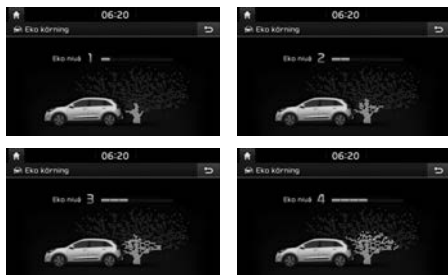 06:20
Eko körning
Eko nivå 1
06:20
Eko körning
Eko nivå 2
06:20
Eko körning
Eko nivå 3
06:20
Eko körning
Eko nivå 4